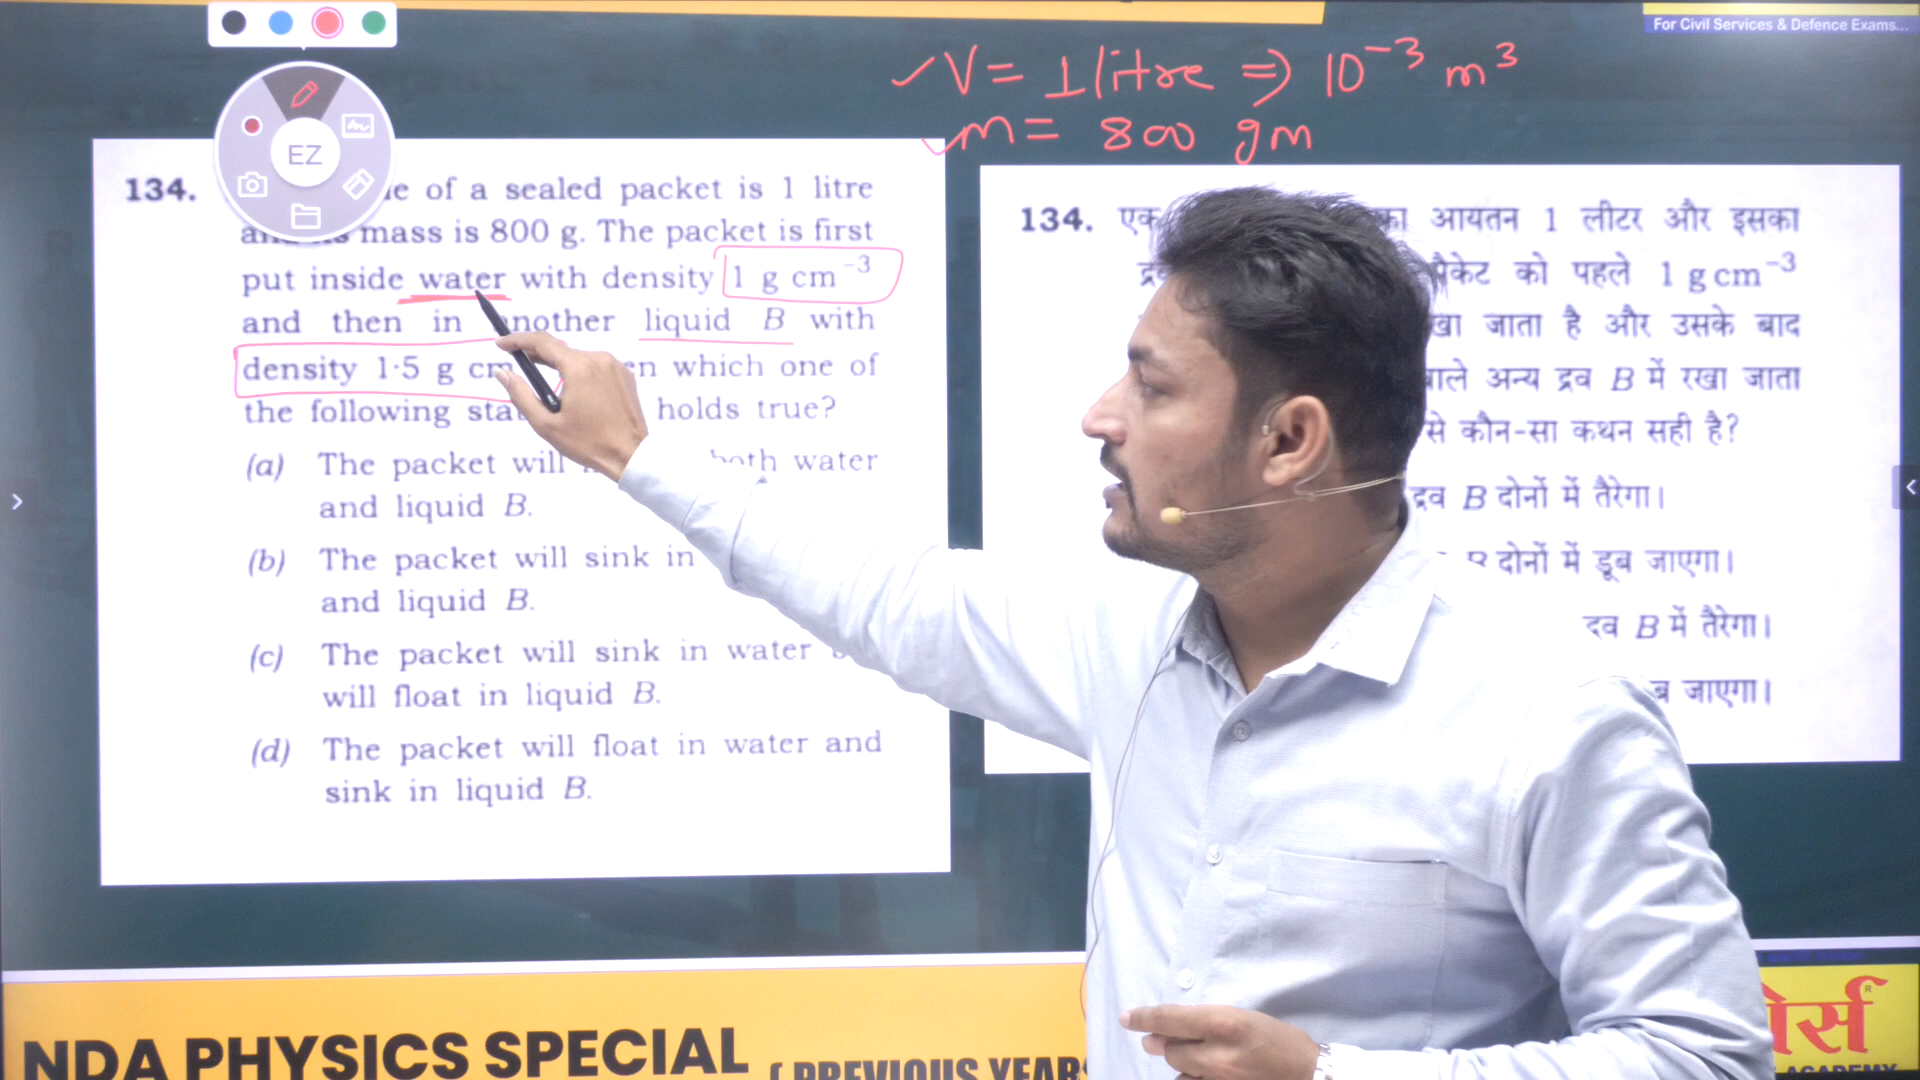 For Civil Services & Defence Exams...
✓V = 1 litre ⇒ 10⁻³ m³
✓m = 800 gm
EZ
134. of a sealed packet is 1 litre
mass is 800 g. The packet is first
put inside water with density 1 g cm⁻³
and then in another liquid B with
density 1·5 g which one of
the following holds true?
(a) The packet will both water
and liquid B.
(b) The packet will sink in
and liquid B.
(c) The packet will sink in water
will float in liquid B.
(d) The packet will float in water and
sink in liquid B.
134. एक आयतन 1 लीटर और इसका
पैकेट को पहले 1 g cm⁻³
जाता है और उसके बाद
वाले अन्य द्रव B में रखा जाता
से कौन-सा कथन सही है?
द्रव B दोनों में तैरेगा।
B दोनों में डूब जाएगा।
द्रव B में तैरेगा।
जाएगा।
NDA PHYSICS SPECIAL
( PREVIOUS YEAR
ACADEMY